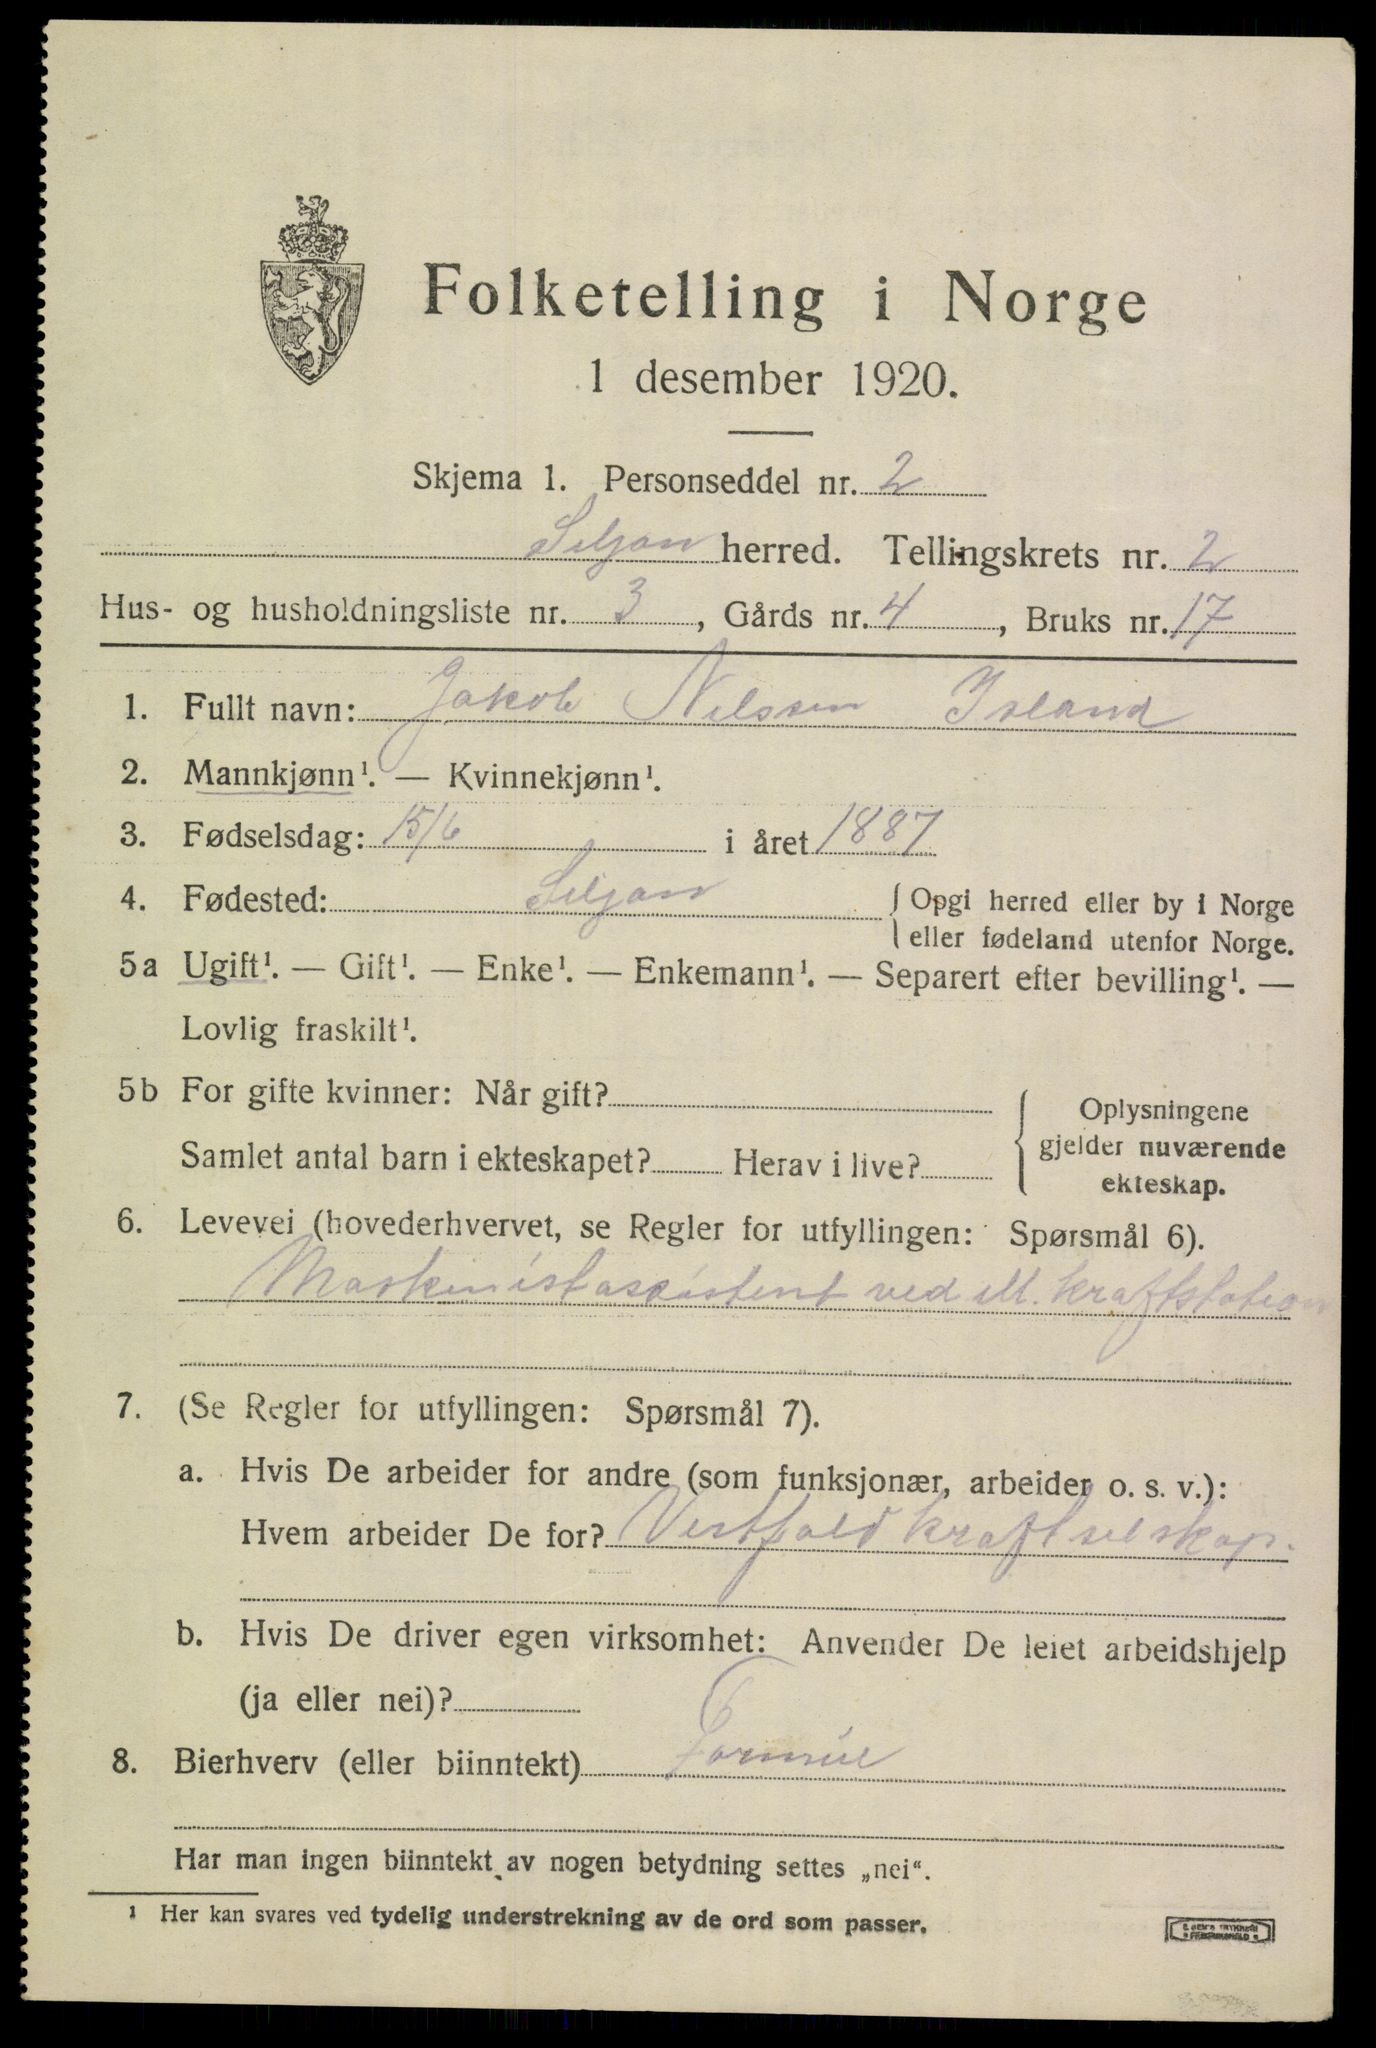 Folketelling i Norge
1 desember 1920.
Skjema 1. Personseddel nr. 2
Siljan herred. Tellingskrets nr. 2
Hus- og husholdningsliste nr. 3, Gårds nr. 4, Bruks nr. 17
1. Fullt navn: Jakob Nilssen Island
2. Mannkjønn¹. — Kvinnekjønn¹.
3. Fødselsdag: 15/6 i året 1887
4. Fødested: Siljan { Opgi herred eller by i Norge
eller fødeland utenfor Norge.
5a Ugift¹. — Gift¹. — Enke¹. — Enkemann¹. — Separert efter bevilling¹. —
Lovlig fraskilt¹.
5b For gifte kvinner: Når gift?
Samlet antal barn i ekteskapet? Herav i live?
Oplysningene
gjelder nuværende
ekteskap.
6. Levevei (hovederhvervet, se Regler for utfyllingen: Spørsmål 6).
Maskinistassistent ved ell. kraftstation
7. (Se Regler for utfyllingen: Spørsmål 7).
a. Hvis De arbeider for andre (som funksjonær, arbeider o. s. v.):
Hvem arbeider De for? Vestfold kraftselskap.
b. Hvis De driver egen virksomhet: Anvender De leiet arbeidshjelp
(ja eller nei)?
8. Bierhverv (eller biinntekt)
Har man ingen biinntekt av nogen betydning settes „nei“.
¹ Her kan svares ved tydelig understrekning av de ord som passer.